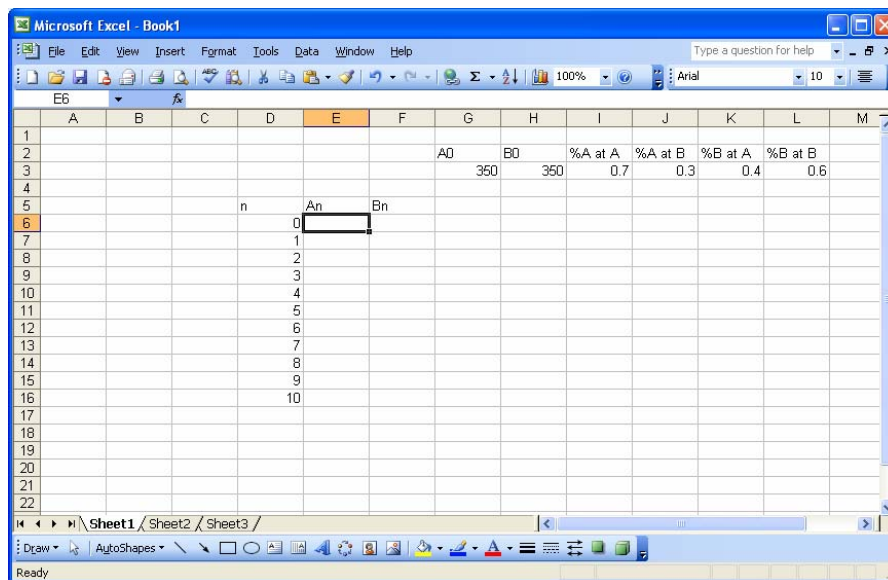 Microsoft Excel - Book1
File Edit View Insert Format Tools Data Window Help Type a question for help
100% Arial 10
E6 fx
A B C D E F G H I J K L M
1
2 A0 B0 %A at A %A at B %B at A %B at B
3 350 350 0.7 0.3 0.4 0.6
4
5 n An Bn
6 0
7 1
8 2
9 3
10 4
11 5
12 6
13 7
14 8
15 9
16 10
17
18
19
20
21
22
Sheet1 Sheet2 Sheet3
Draw AutoShapes
Ready